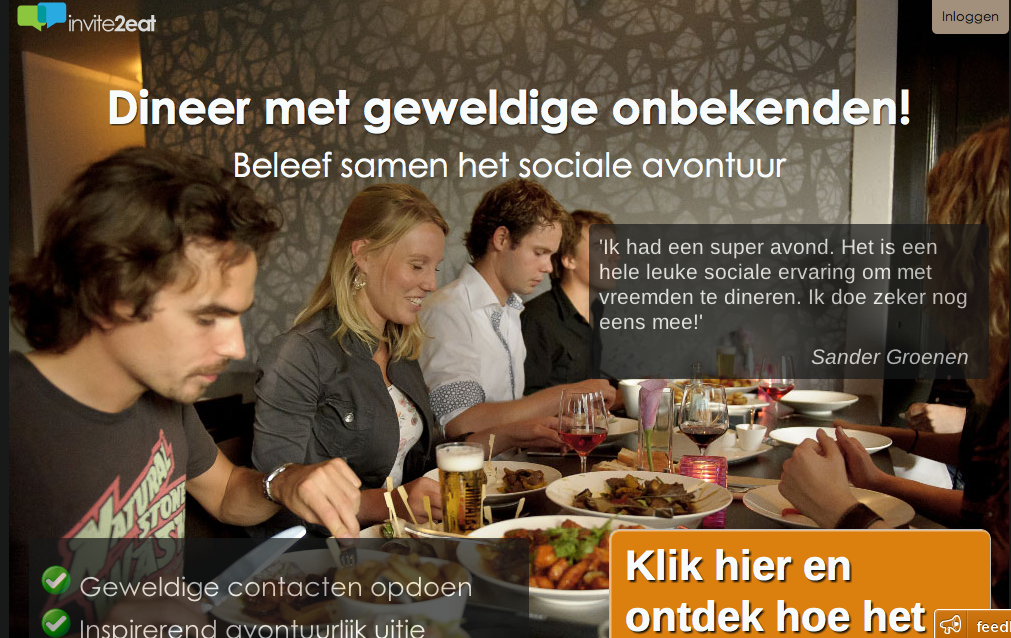 invite2eat
Inloggen
Dineer met geweldige onbekenden!
Beleef samen het sociale avontuur
'Ik had een super avond. Het is een
hele leuke sociale ervaring om met
vreemden te dineren. Ik doe zeker nog
eens mee!'
Sander Groenen
NATURAL
Geweldige contacten opdoen
Inspirerend avontuurlijk uitje
Klik hier en
ontdek hoe het